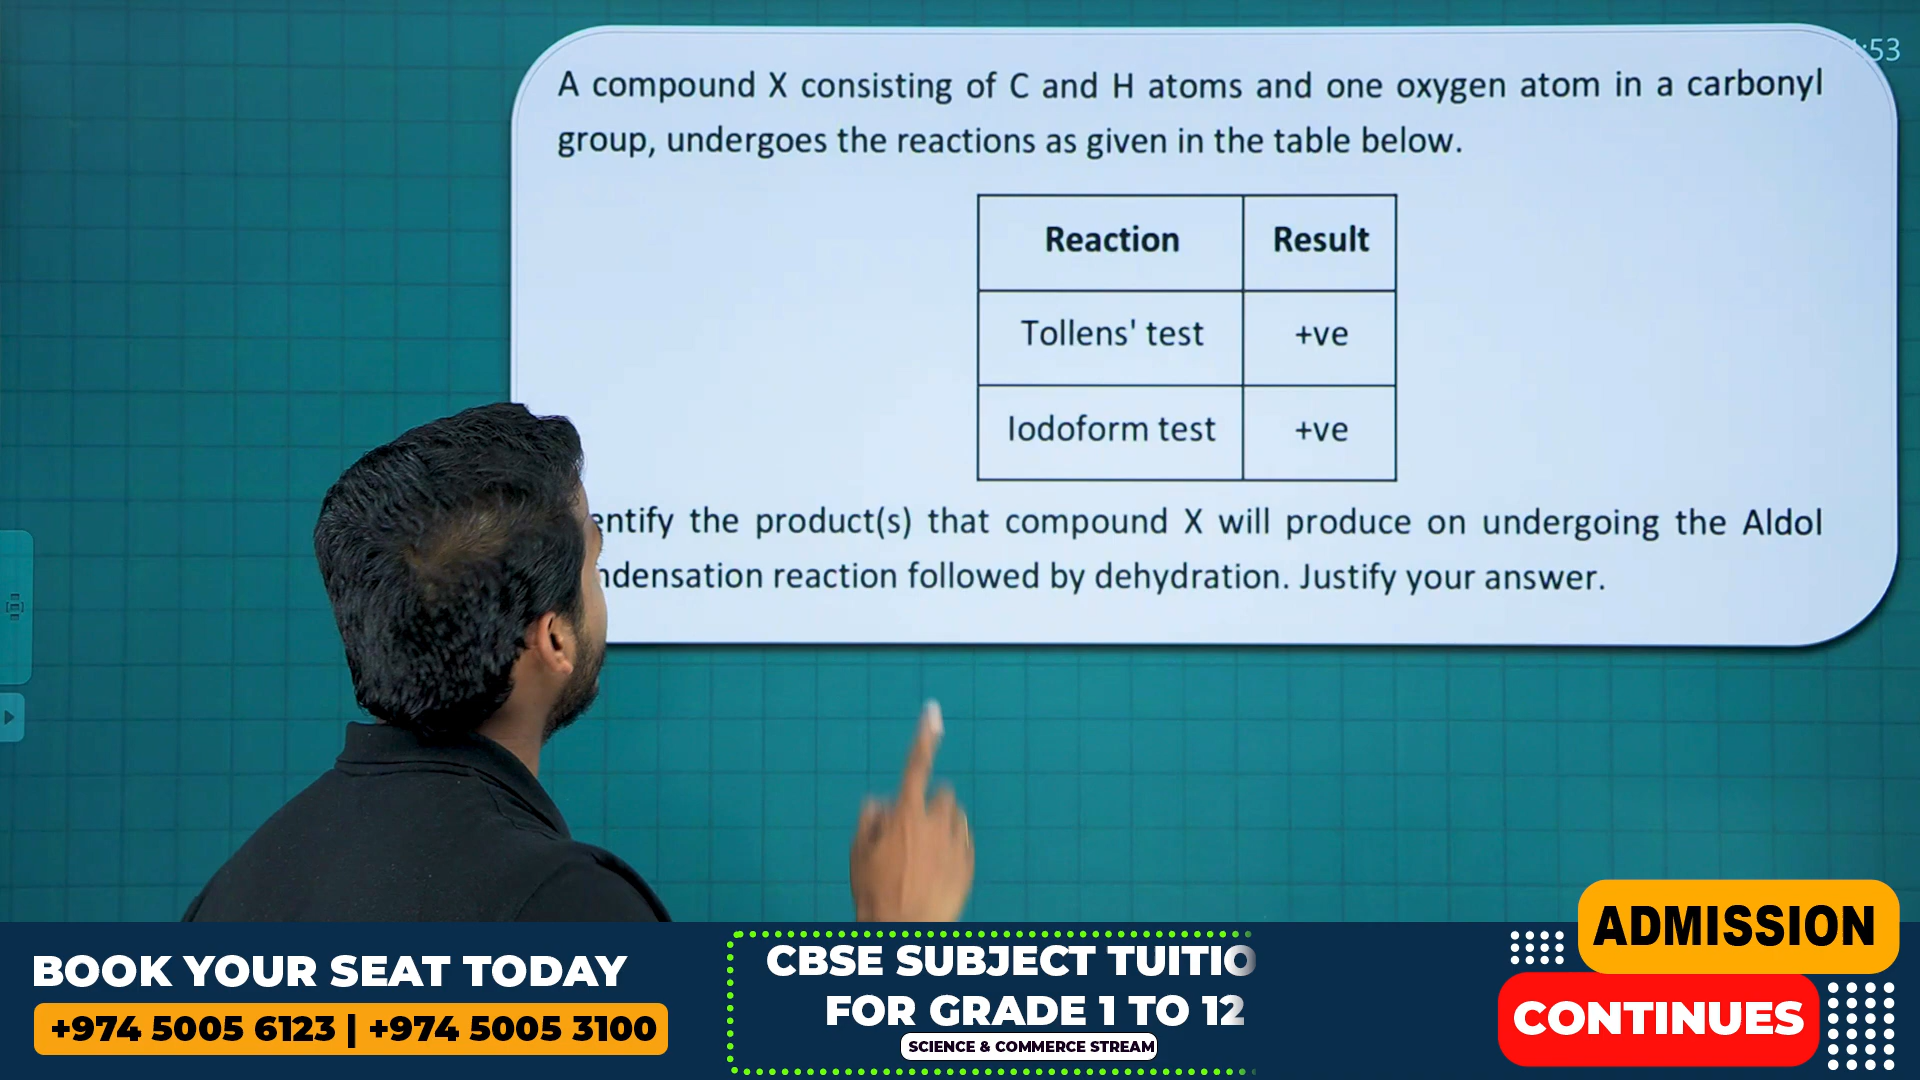 :53
A compound X consisting of C and H atoms and one oxygen atom in a carbonyl
group, undergoes the reactions as given in the table below.
Reaction Result
Tollens' test +ve
Iodoform test +ve
entify the product(s) that compound X will produce on undergoing the Aldol
ndensation reaction followed by dehydration. Justify your answer.
BOOK YOUR SEAT TODAY
+974 5005 6123 | +974 5005 3100
CBSE SUBJECT TUITIO
FOR GRADE 1 TO 12
SCIENCE & COMMERCE STREAM
ADMISSION
CONTINUES